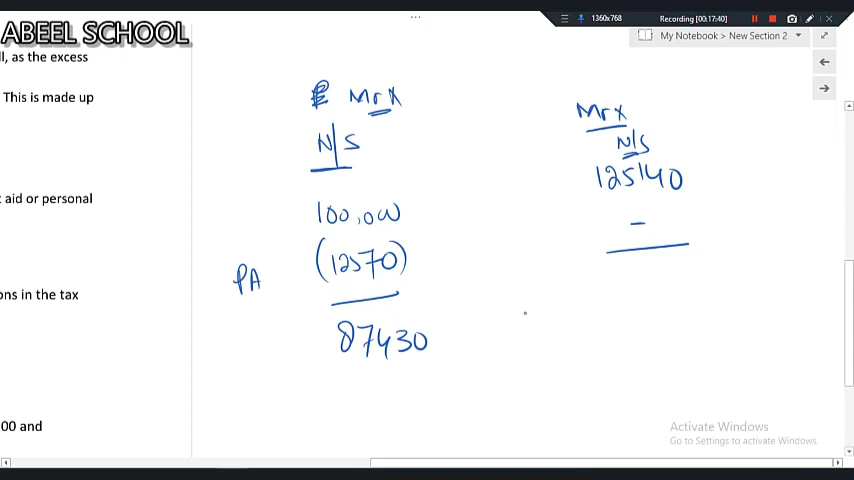 1360x768
Recording [00:17:40]
ABEEL SCHOOL
My Notebook > New Section 2
ll, as the excess
This is made up
Mr X
N/S
100,000
PA (12570)
87430
Mr X
N/S
125140
-
aid or personal
ons in the tax
00 and
Activate Windows
Go to Settings to activate Windows.